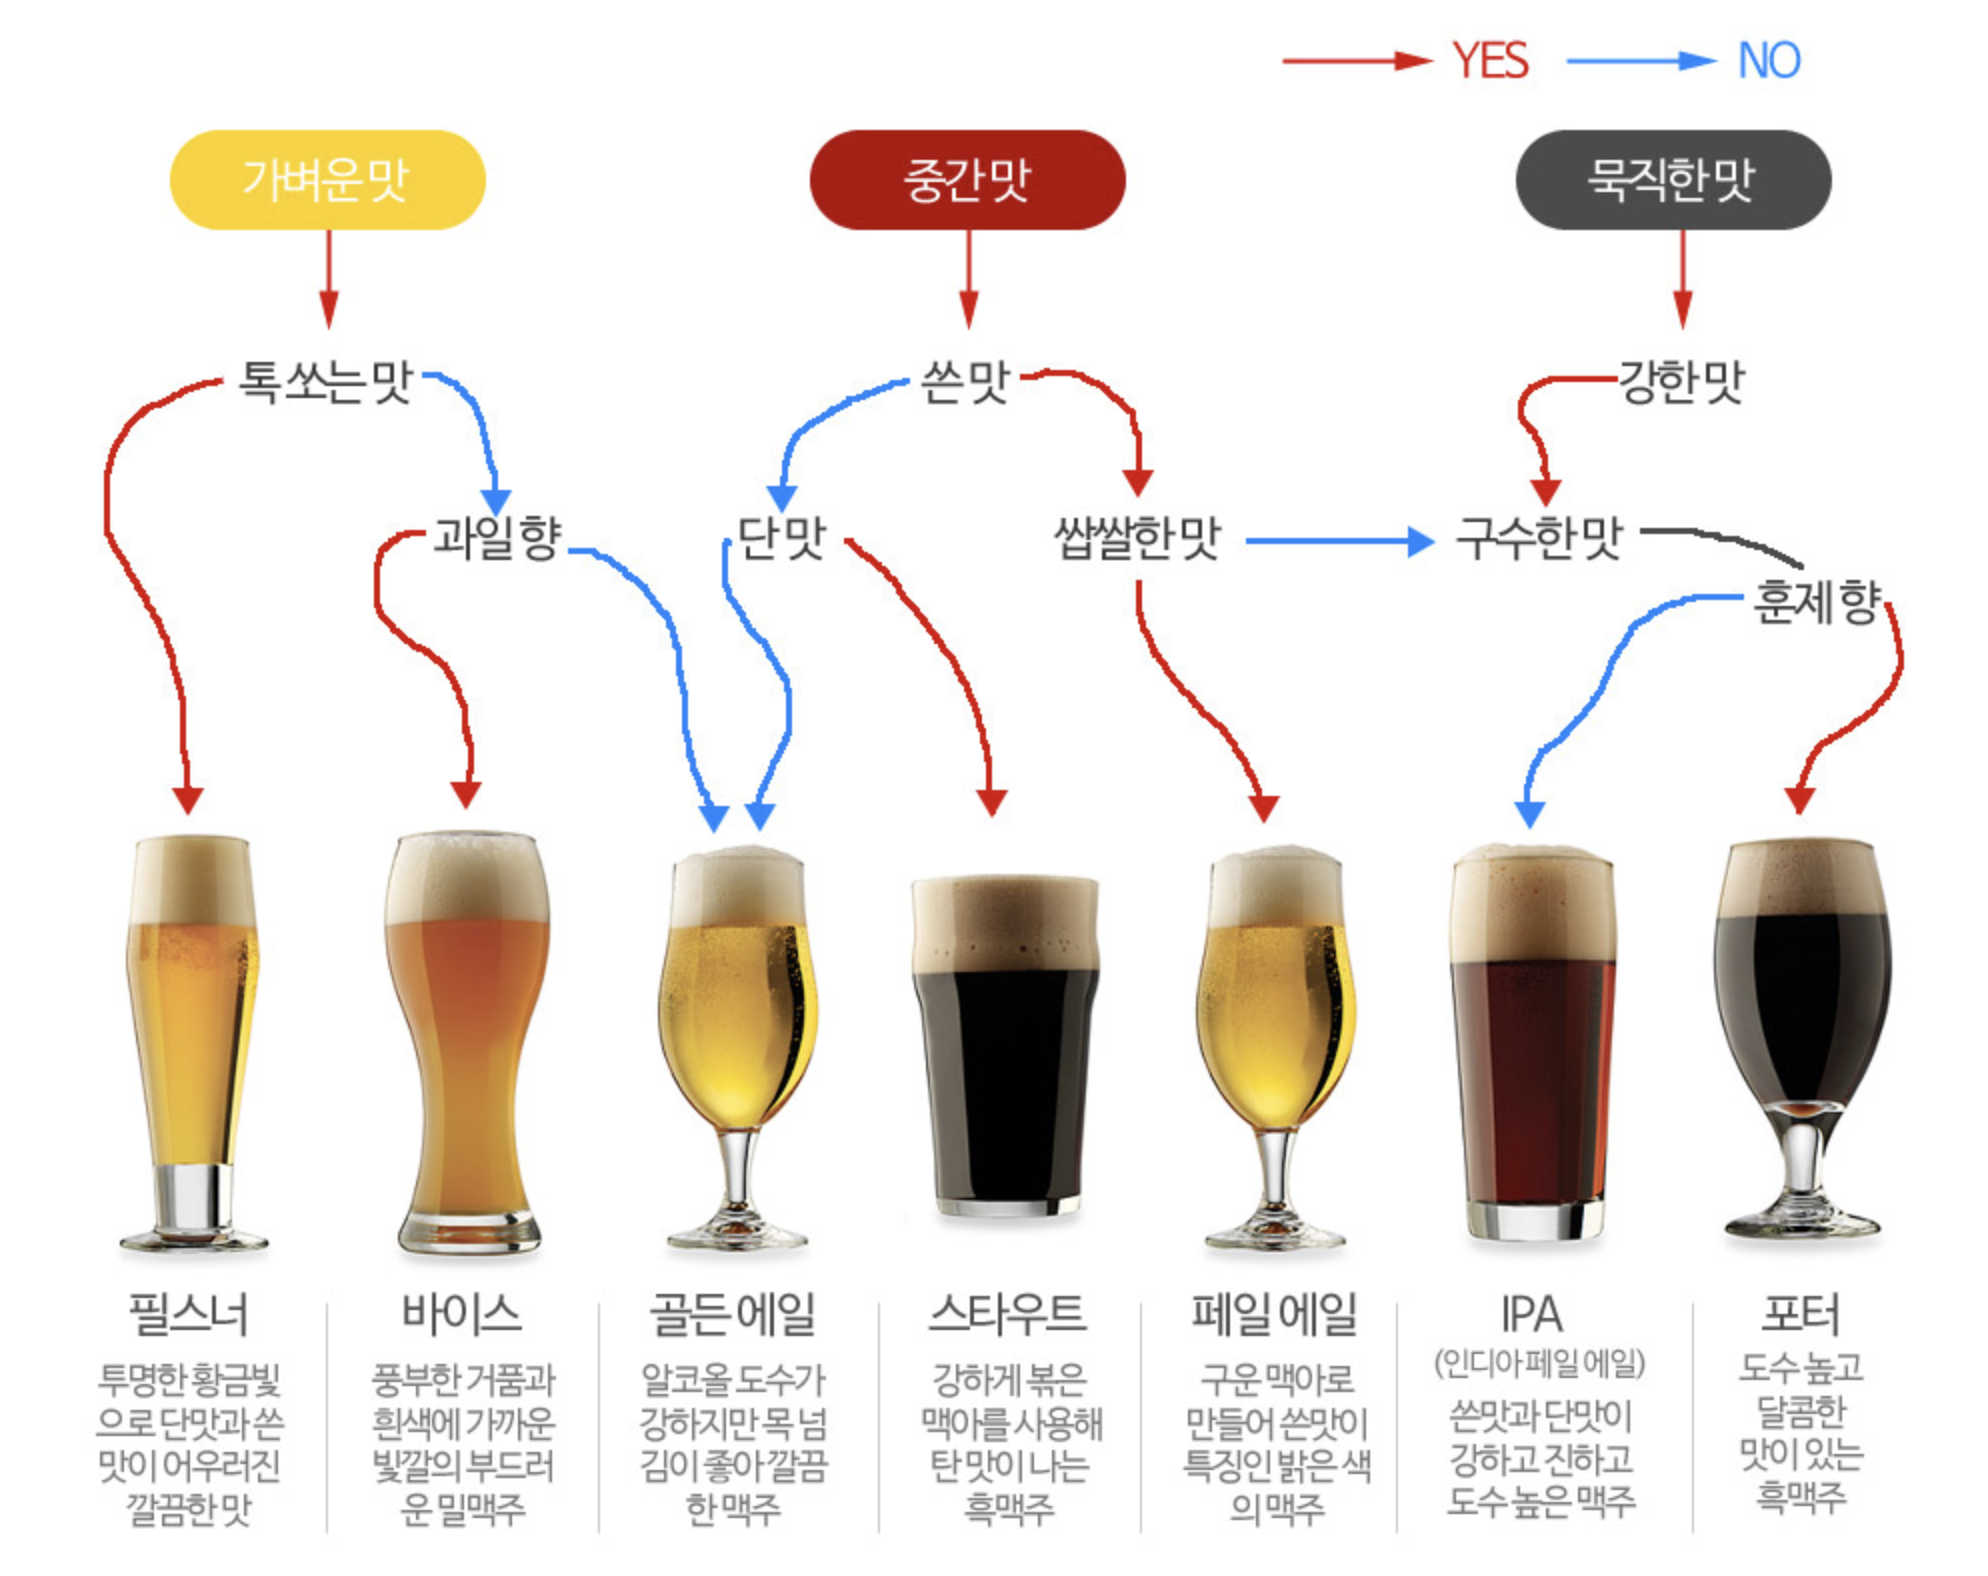 YES NO
가벼운 맛 중간 맛 묵직한 맛
톡 쏘는 맛 쓴 맛 강한 맛
과일 향 단 맛 쌉쌀한 맛 구수한 맛
훈제 향
필스너
투명한 황금빛
으로 단맛과 쓴
맛이 어우러진
깔끔한 맛
바이스
풍부한 거품과
흰색에 가까운
빛깔의 부드러
운 밀맥주
골든 에일
알코올 도수가
강하지만 목 넘
김이 좋아 깔끔
한 맥주
스타우트
강하게 볶은
맥아를 사용해
탄 맛이 나는
흑맥주
페일 에일
구운 맥아로
만들어 쓴맛이
특징인 밝은 색
의 맥주
IPA
(인디아 페일 에일)
쓴맛과 단맛이
강하고 진하고
도수 높은 맥주
포터
도수 높고
달콤한
맛이 있는
흑맥주